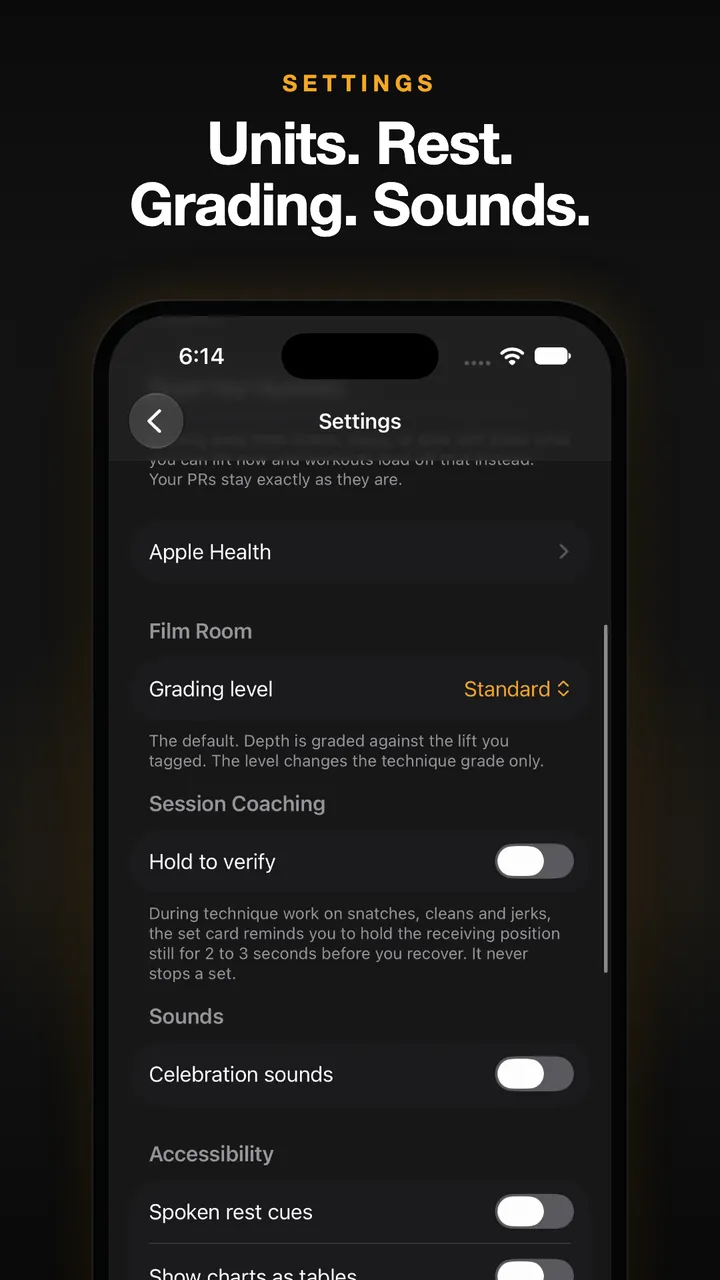 SETTINGS
Units. Rest.
Grading. Sounds.
6:14
Settings
you can lift now and workouts load off that instead.
Your PRs stay exactly as they are.
Apple Health
Film Room
Grading level
Standard
The default. Depth is graded against the lift you
tagged. The level changes the technique grade only.
Session Coaching
Hold to verify
During technique work on snatches, cleans and jerks,
the set card reminds you to hold the receiving position
still for 2 to 3 seconds before you recover. It never
stops a set.
Sounds
Celebration sounds
Accessibility
Spoken rest cues
Show charts as tables